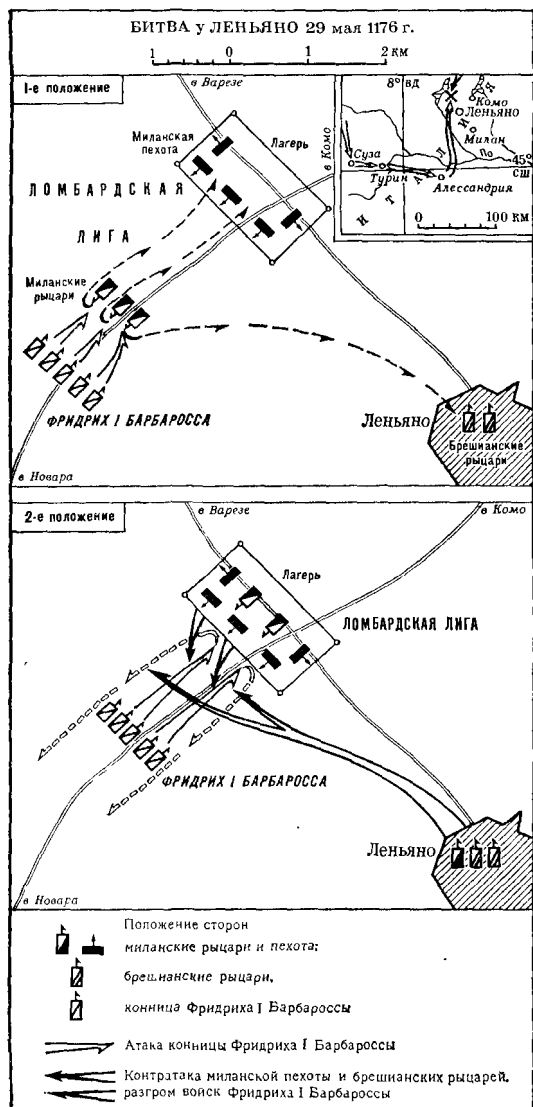 БИТВА у ЛЕНЬЯНО 29 мая 1176 г.
1 0 1 2 км
1-е положение
в Варезе
Миланская
пехота
Лагерь
в Комо
ЛОМБАРДСКАЯ
ЛИГА
Миланские
рыцари
ФРИДРИХ I БАРБАРОССА
Леньяно
Брешианские
рыцари
в Новара
8° вд
Комо
Леньяно
Милан
Суза
Турин
По
45°
сш
Алессандрия
ИТАЛИЯ
0 100 км
2-е положение
в Варезе
в Комо
Лагерь
ЛОМБАРДСКАЯ ЛИГА
ФРИДРИХ I БАРБАРОССА
Леньяно
в Новара
Положение сторон
миланские рыцари и пехота;
брешианские рыцари,
конница Фридриха I Барбароссы
Атака конницы Фридриха I Барбароссы
Контратака миланской пехоты и брешианских рыцарей.
разгром войск Фридриха I Барбароссы